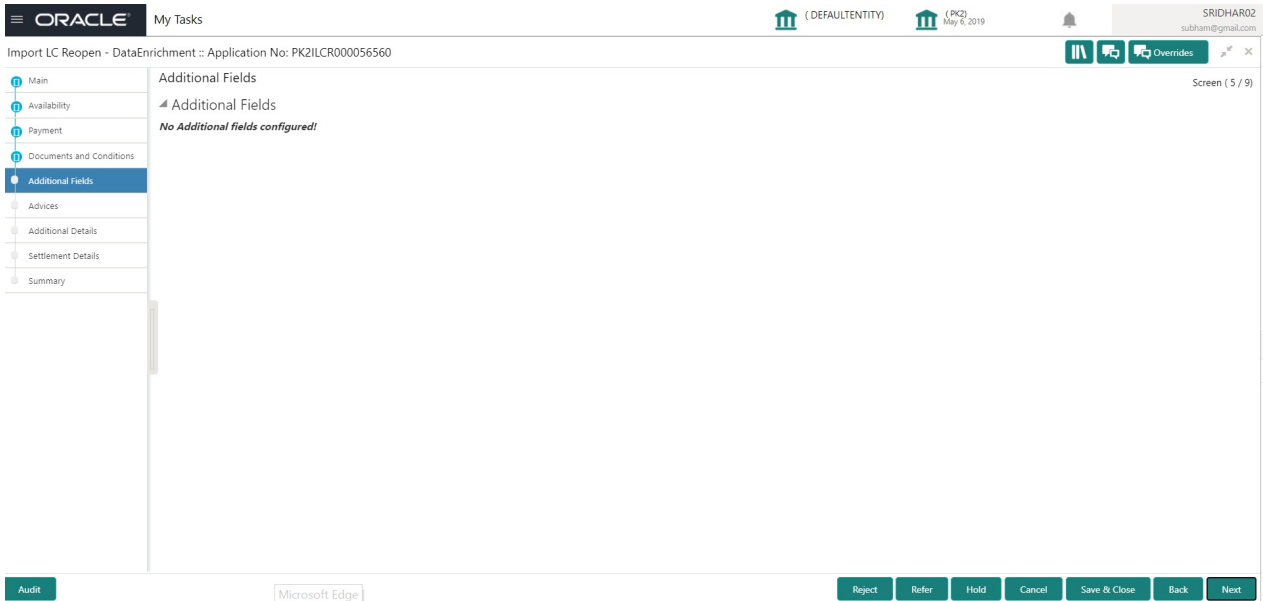 ORACLE
My Tasks
( DEFAULTENTITY)
( PK2)
May 6, 2019
SRIDHAR02
subham@gmail.com
Import LC Reopen - DataEnrichment :: Application No: PK2ILCR000056560
Overrides
Main
Availability
Payment
Documents and Conditions
Additional Fields
Advices
Additional Details
Settlement Details
Summary
Additional Fields
Screen ( 5 / 9)
Additional Fields
No Additional fields configured!
Audit
Microsoft Edge
Reject
Refer
Hold
Cancel
Save & Close
Back
Next